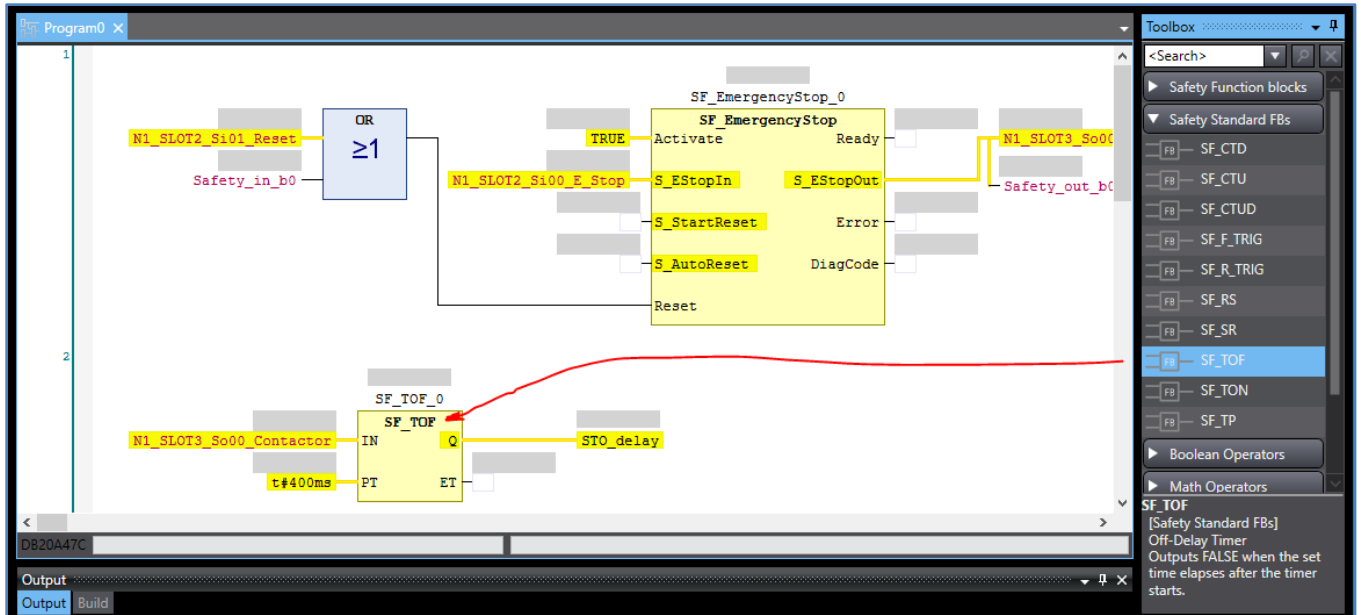 Program0
Toolbox
<Search>
Safety Function blocks
Safety Standard FBs
SF_CTD
SF_CTU
SF_CTUD
SF_F_TRIG
SF_R_TRIG
SF_RS
SF_SR
SF_TOF
SF_TON
SF_TP
Boolean Operators
Math Operators
SF_TOF
[Safety Standard FBs]
Off-Delay Timer
Outputs FALSE when the set
time elapses after the timer
starts.
1
SF_EmergencyStop_0
OR
≥1
N1_SLOT2_Si01_Reset
Safety_in_b0
SF_EmergencyStop
TRUE Activate Ready N1_SLOT3_So00
N1_SLOT2_Si00_E_Stop S_EStopIn S_EStopOut
Safety_out_b0
S_StartReset Error
S_AutoReset DiagCode
Reset
2
SF_TOF_0
SF_TOF
N1_SLOT3_So00_Contactor IN Q STO_delay
t#400ms PT ET
DB20A47C
Output
Output Build